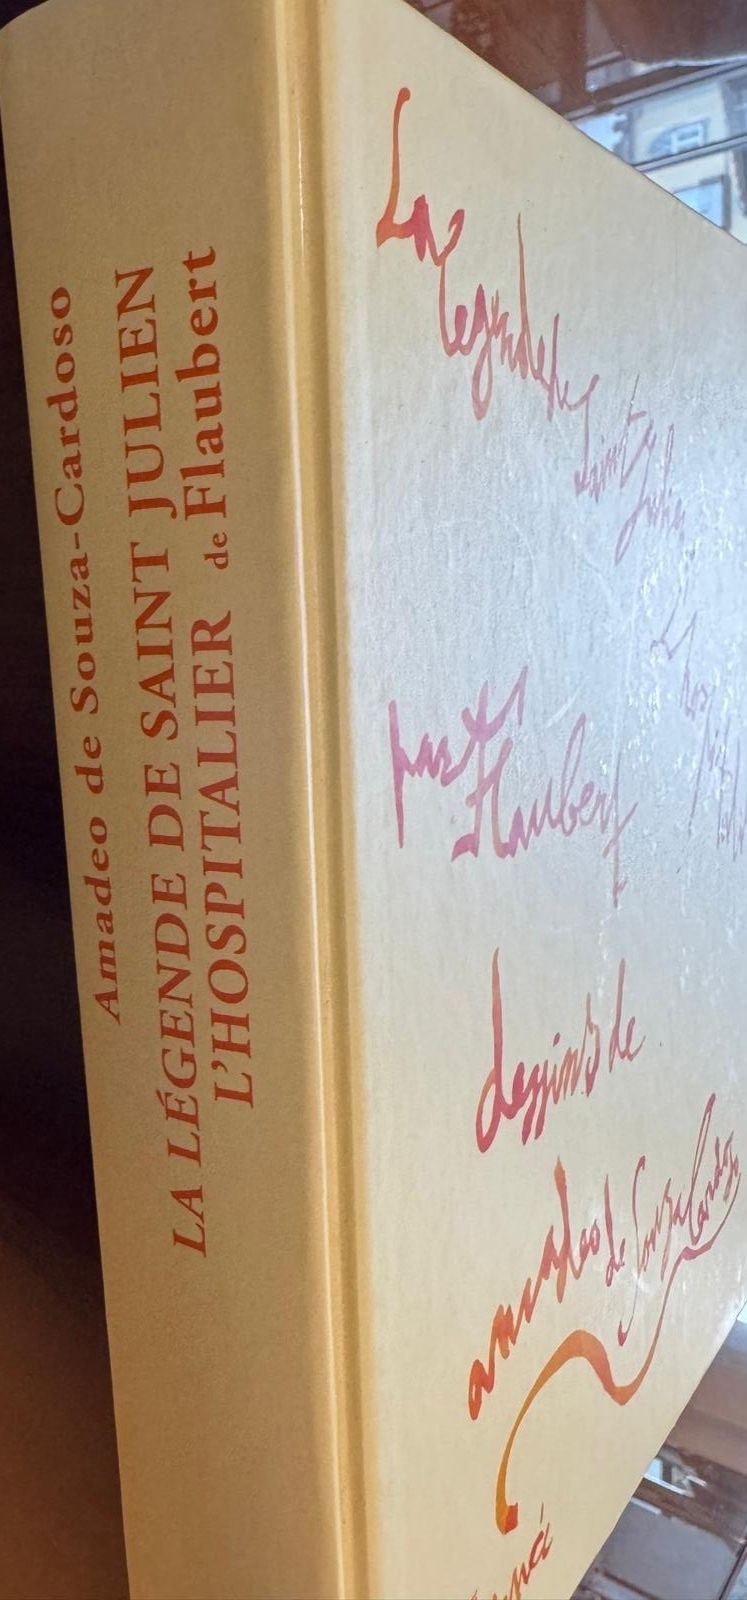 Amadeo de Souza-Cardoso
LA LÉGENDE DE SAINT JULIEN
L'HOSPITALIER de Flaubert
La
Legende de
Saint
Julien
par
Flaubert
dessins de
amadeo
de Souza Cardoso